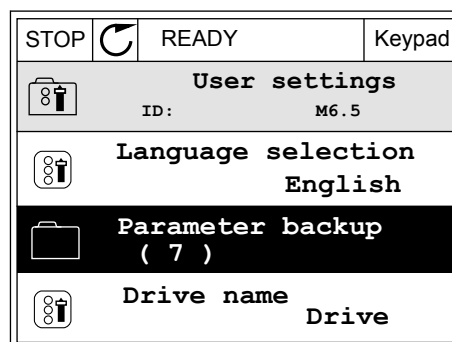 STOP READY Keypad
User settings
ID: M6.5
Language selection
English
Parameter backup
( 7 )
Drive name
Drive